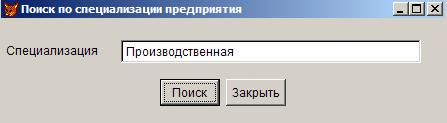 Поиск по специализации предприятия
Специализация Производственная
Поиск Закрыть